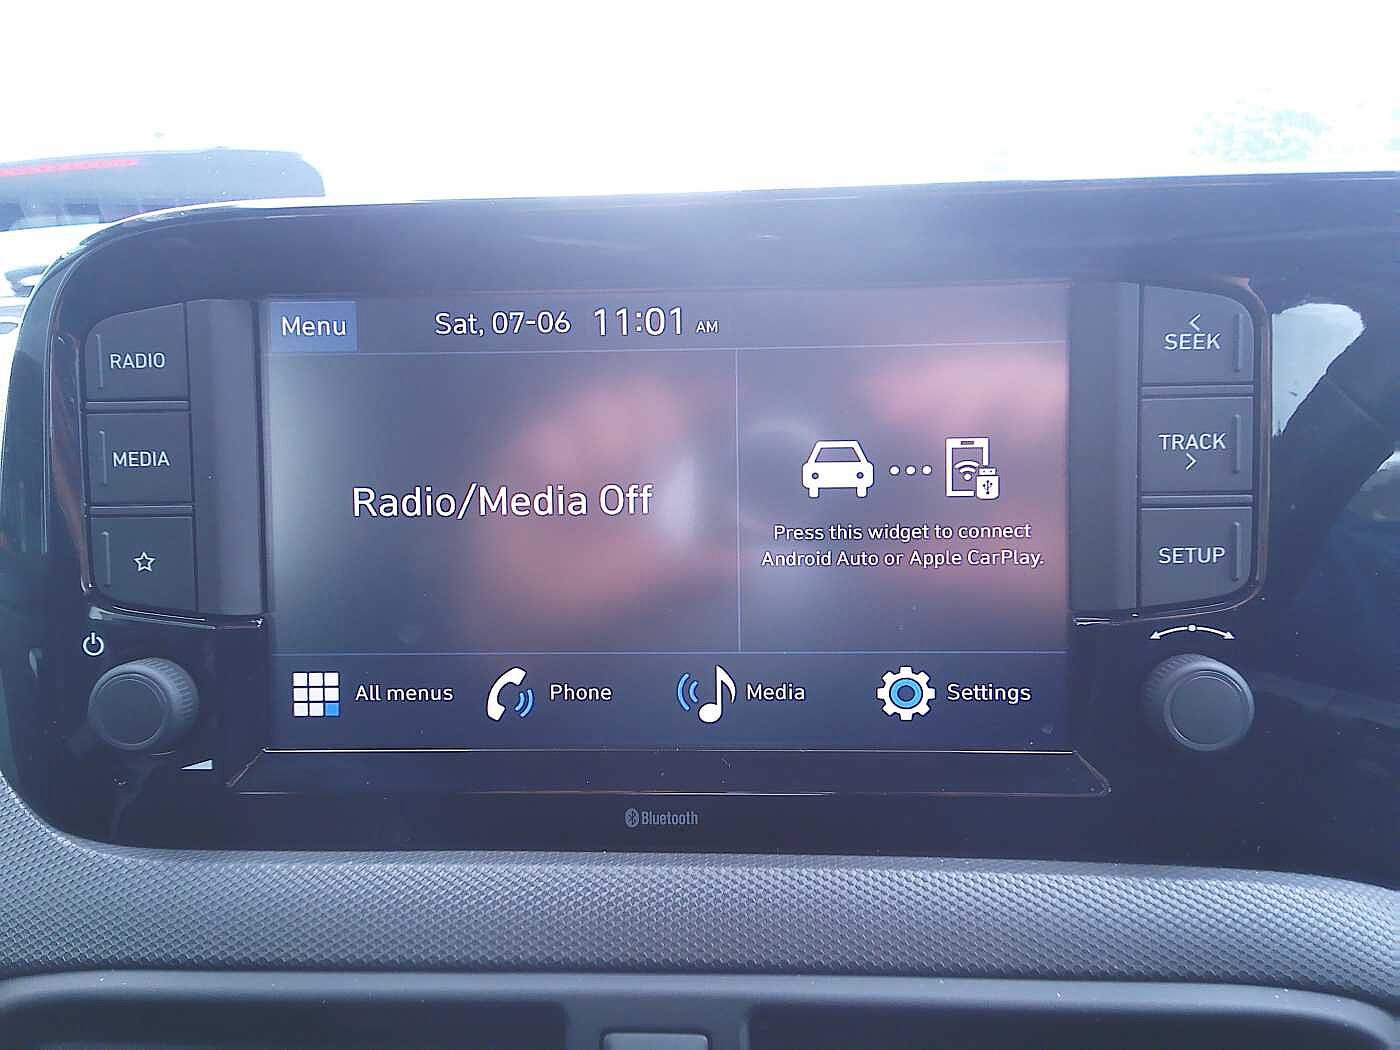 Menu
Sat, 07-06 11:01 AM
RADIO
MEDIA
SEEK
TRACK
SETUP
Radio/Media Off
Press this widget to connect
Android Auto or Apple CarPlay.
All menus
Phone
Media
Settings
Bluetooth